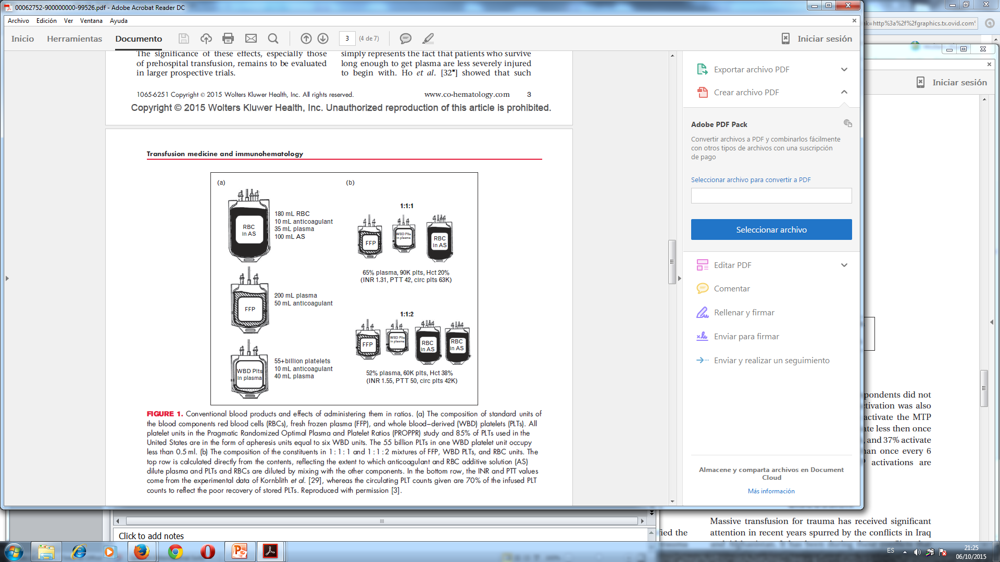 00062752-900000000-99526.pdf - Adobe Acrobat Reader DC
Archivo Edición Ver Ventana Ayuda
Inicio Herramientas Documento 3 (4 de 7) Iniciar sesión
The significance of these effects, especially those
of prehospital transfusion, remains to be evaluated
in larger prospective trials.
simply represents the fact that patients who survive
long enough to get plasma are less severely injured
to begin with. Ho et al. [32▪] showed that such
1065-6251 Copyright © 2015 Wolters Kluwer Health, Inc. All rights reserved. www.co-hematology.com 3
Copyright © 2015 Wolters Kluwer Health, Inc. Unauthorized reproduction of this article is prohibited.
Transfusion medicine and immunohematology
(a)
RBC
in AS
180 mL RBC
10 mL anticoagulant
35 mL plasma
100 mL AS
FFP
200 mL plasma
50 mL anticoagulant
WBD Plts
in plasma
55+billion platelets
10 mL anticoagulant
40 mL plasma
(b)
1:1:1
FFP
WBD Plts
in plasma
RBC
in AS
65% plasma, 90K plts, Hct 20%
(INR 1.31, PTT 42, circ plts 63K)
1:1:2
FFP
WBD Plts
in plasma
RBC
in AS
RBC
in AS
52% plasma, 60K plts, Hct 38%
(INR 1.55, PTT 50, circ plts 42K)
FIGURE 1. Conventional blood products and effects of administering them in ratios. (a) The composition of standard units of
the blood components red blood cells (RBCs), fresh frozen plasma (FFP), and whole blood–derived (WBD) platelets (PLTs). All
platelet units in the Pragmatic Randomized Optimal Plasma and Platelet Ratios (PROPPR) study and 85% of PLTs used in the
United States are in the form of apheresis units equal to six WBD units. The 55 billion PLTs in one WBD platelet unit occupy
less than 0.5 ml. (b) The composition of the constituents in 1 : 1 : 1 and 1 : 1 : 2 mixtures of FFP, WBD PLTs, and RBC units. The
top row is calculated directly from the contents, reflecting the extent to which anticoagulant and RBC additive solution (AS)
dilute plasma and PLTs and RBCs are diluted by mixing with the other components. In the bottom row, the INR and PTT values
come from the experimental data of Kornblith et al. [29], whereas the circulating PLT counts given are 70% of the infused PLT
counts to reflect the poor recovery of stored PLTs. Reproduced with permission [3].
Exportar archivo PDF
Crear archivo PDF
Adobe PDF Pack
Convertir archivos a PDF y combinarlos fácilmente
con otros tipos de archivos con una suscripción
de pago
Seleccionar archivo para convertir a PDF
Seleccionar archivo
Editar PDF
Comentar
Rellenar y firmar
Enviar para firmar
Enviar y realizar un seguimiento
Almacene y comparta archivos en Document
Cloud
Más información
nk=http%3a%2f%2fgraphics.tx.ovid.com%
Iniciar sesión
pondents did not
ctivation was also
activate the MTP
ate less then once
, and 37% activate
han once every 6
activations are
Massive transfusion for trauma has received significant
attention in recent years spurred by the conflicts in Iraq
fied the
Click to add notes
ES
21:25
06/10/2015